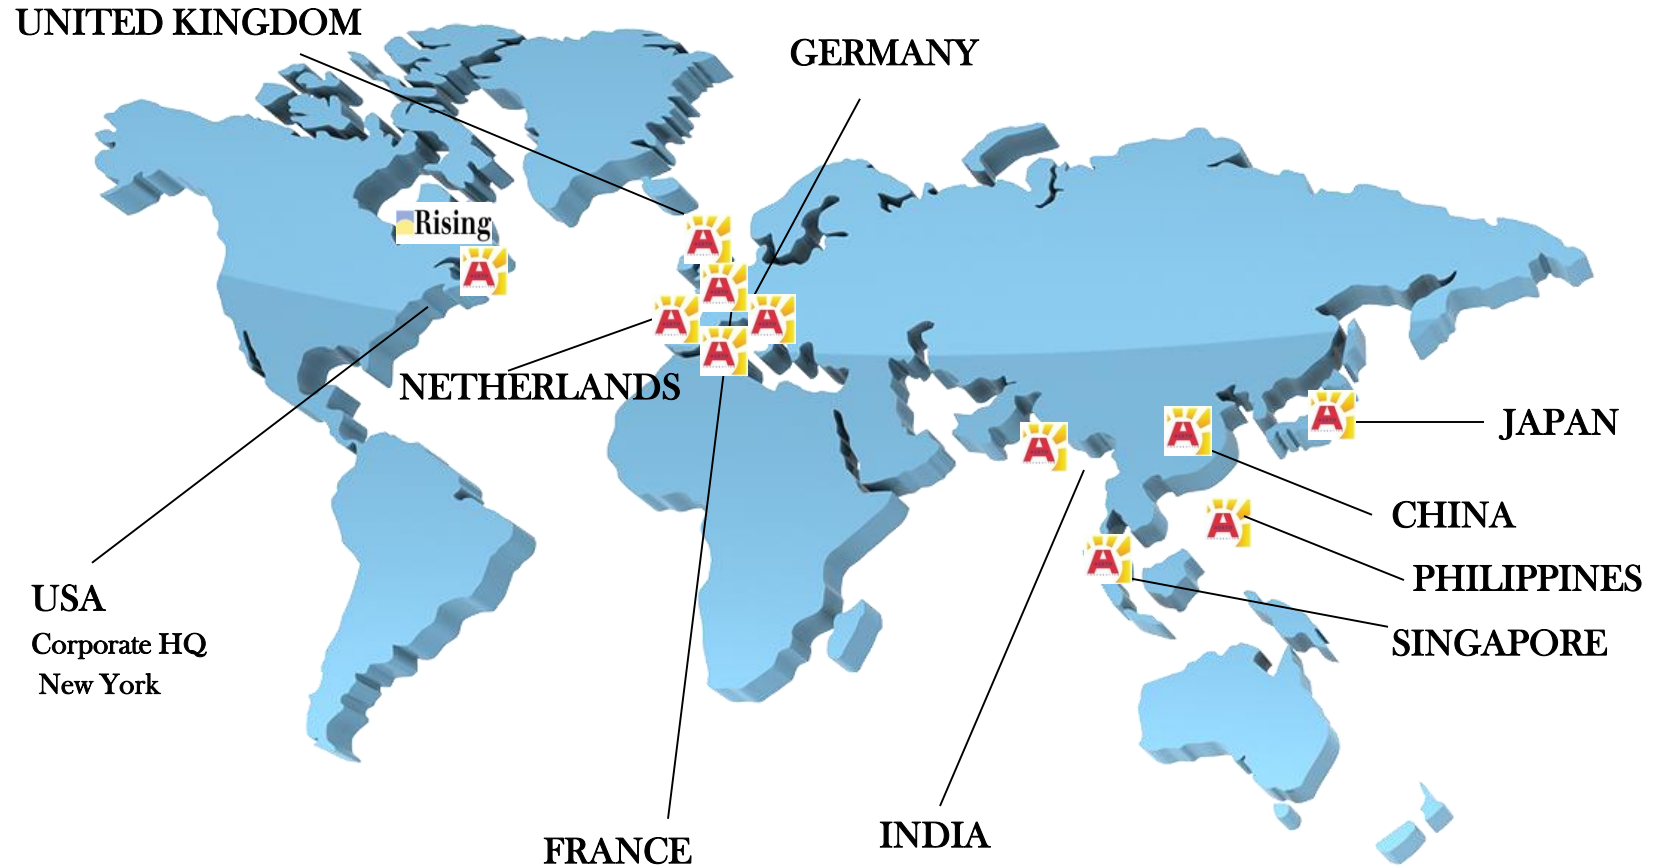 UNITED KINGDOM
GERMANY
Rising
A
A
A
A
A
A
NETHERLANDS
A
JAPAN
A
A
CHINA
A
PHILIPPINES
A
USA
SINGAPORE
Corporate HQ
New York
INDIA
FRANCE